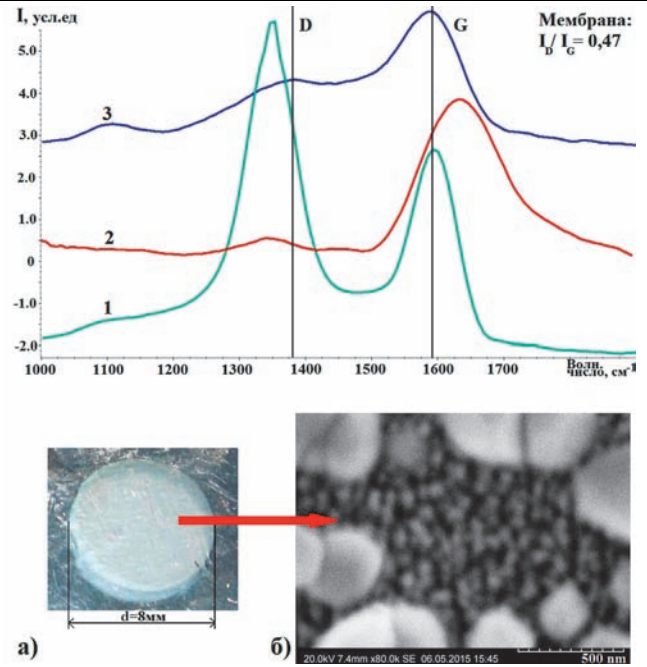 I, усл.ед
D
G
Мембрана:
I_D/ I_G = 0,47
5.0
4.0
3.0
2.0
1.0
0
-1.0
-2.0
3
2
1
1000 1100 1200 1300 1400 1500 1600 1700
Волн.
число, см⁻¹
d=8мм
а)
б)
20.0kV 7.4mm x80.0k SE 06.05.2015 15:45
500 nm